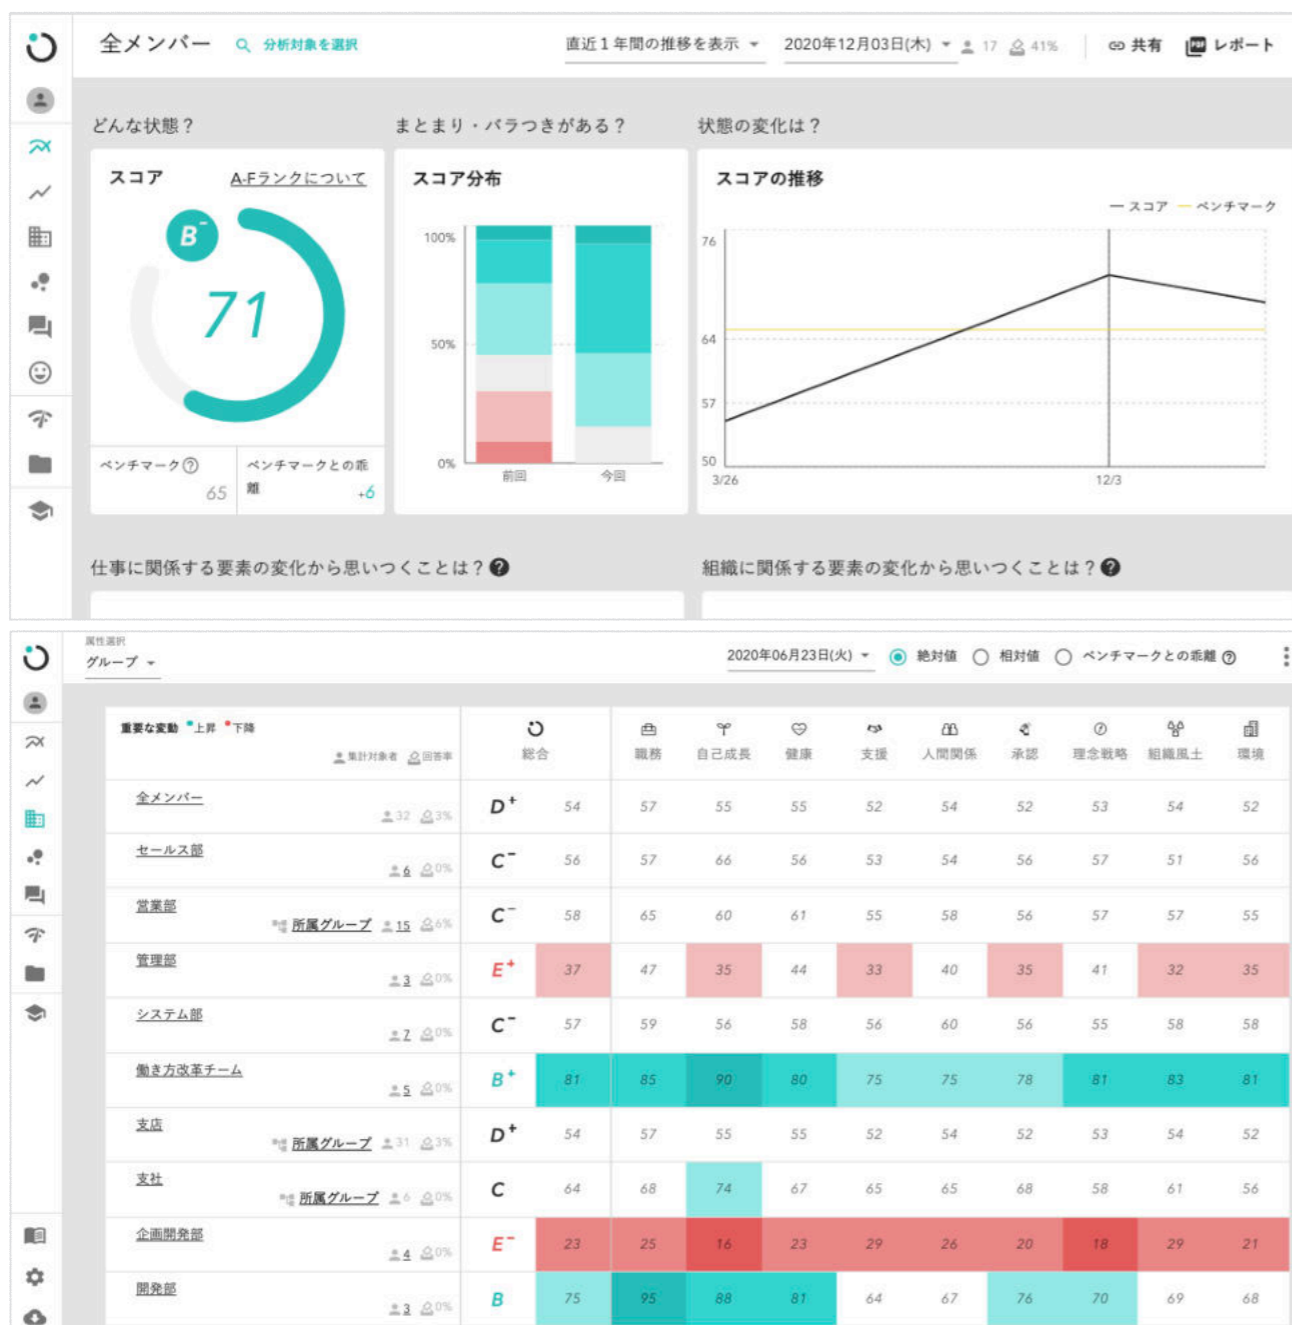 全メンバー 分析対象を選択 直近1年間の推移を表示 2020年12月03日(木) 17 41% 共有 レポート
どんな状態？ まとまり・バラつきがある？ 状態の変化は？
スコア A-Fランクについて
B-
71
ベンチマーク
65
ベンチマークとの乖離
+6
スコア分布
100%
50%
0%
前回 今回
スコアの推移
スコア ベンチマーク
76
64
57
50
3/26 12/3
仕事に関係する要素の変化から思いつくことは？ 組織に関係する要素の変化から思いつくことは？
属性選択
グループ 2020年06月23日(火) 絶対値 相対値 ベンチマークとの乖離
重要な変動 上昇 下降
集計対象者 回答率 総合 職務 自己成長 健康 支援 人間関係 承認 理念戦略 組織風土 環境
全メンバー 32 3% D+ 54 57 55 55 52 54 52 53 54 52
セールス部 6 0% C- 56 57 66 56 53 54 56 57 51 56
営業部 所属グループ 15 6% C- 58 65 60 61 55 58 56 57 57 55
管理部 3 0% E+ 37 47 35 44 33 40 35 41 32 35
システム部 7 0% C- 57 59 56 58 56 60 56 55 58 58
働き方改革チーム 5 0% B+ 81 85 90 80 75 75 78 81 83 81
支店 所属グループ 31 3% D+ 54 57 55 55 52 54 52 53 54 52
支社 所属グループ 6 0% C 64 68 74 67 65 65 68 58 61 56
企画開発部 4 0% E- 23 25 16 23 29 26 20 18 29 21
開発部 3 0% B 75 95 88 81 64 67 76 70 69 68